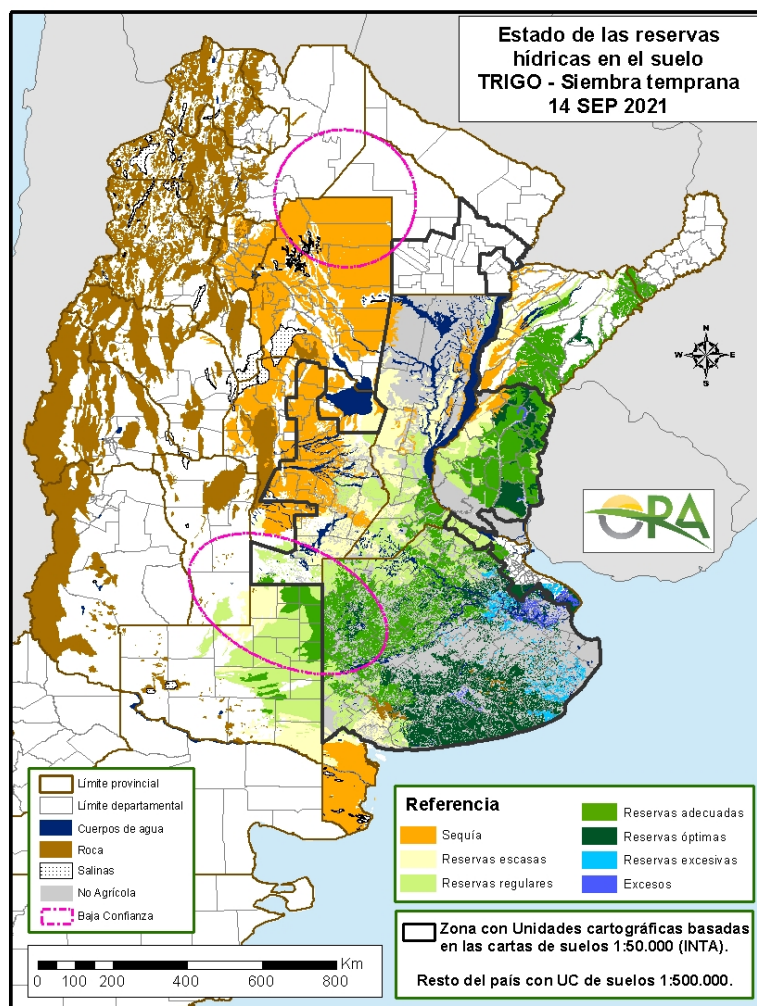 Estado de las reservas
hídricas en el suelo
TRIGO - Siembra temprana
14 SEP 2021
N
W E
S
ORA
Límite provincial
Límite departamental
Cuerpos de agua
Roca
Salinas
No Agrícola
Baja Confianza
Referencia
Sequía
Reservas escasas
Reservas regulares
Reservas adecuadas
Reservas óptimas
Reservas excesivas
Excesos
Zona con Unidades cartográficas basadas
en las cartas de suelos 1:50.000 (INTA).
Resto del país con UC de suelos 1:500.000.
Km
0 100 200 400 600 800